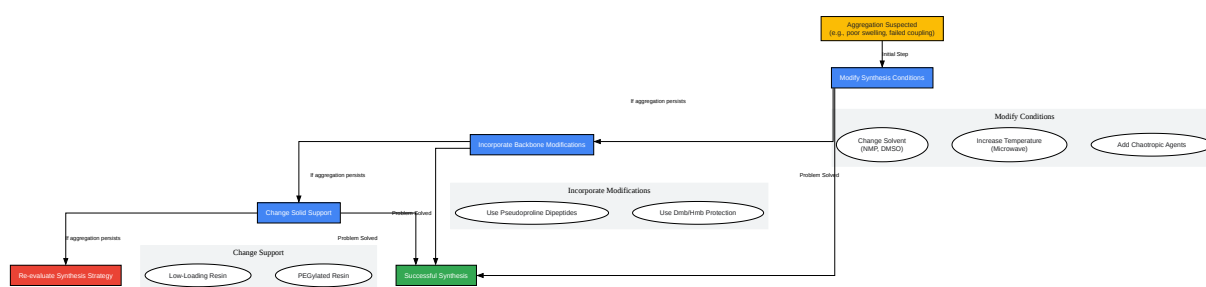 Aggregation Suspected
(e.g., poor swelling, failed coupling)
Initial Step
Modify Synthesis Conditions
If aggregation persists
Modify Conditions
Change Solvent
(NMP, DMSO)
Increase Temperature
(Microwave)
Add Chaotropic Agents
Incorporate Backbone Modifications
If aggregation persists
Problem Solved
Incorporate Modifications
Use Pseudoproline Dipeptides
Use Dmb/Hmb Protection
Change Solid Support
Problem Solved
If aggregation persists
Problem Solved
Change Support
Low-Loading Resin
PEGylated Resin
Re-evaluate Synthesis Strategy
Successful Synthesis